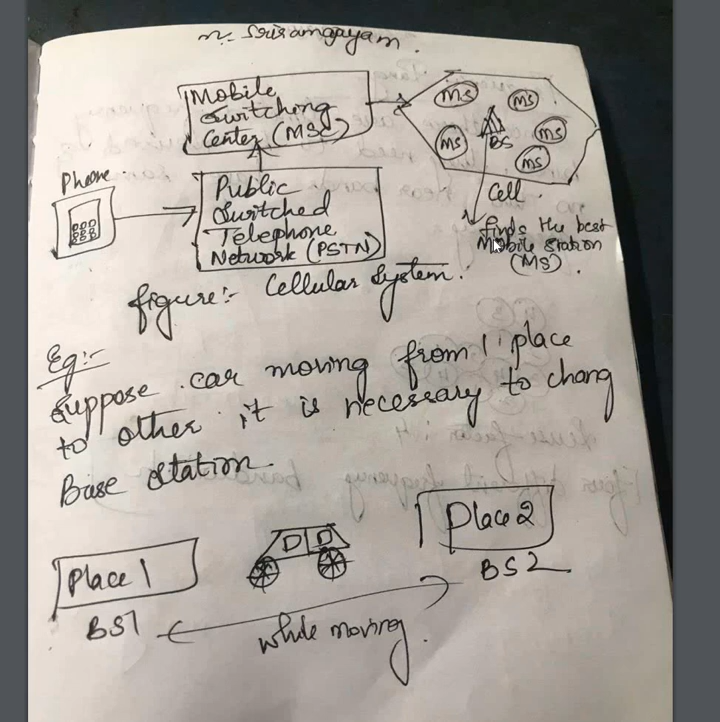 Mobile
Switching
Center (MSC)
MS
MS
MS
MS
MS
BS
Cell.
Phone
Public
Switched
Telephone
Network (PSTN)
finds the best
Mobile station
(MS).
figure:- Cellular System.
Eg:-
Suppose car moving from 1 place
to other it is necessary to chang
Base station.
Place 1
BS1
D D
Place 2
BS2
while moving.